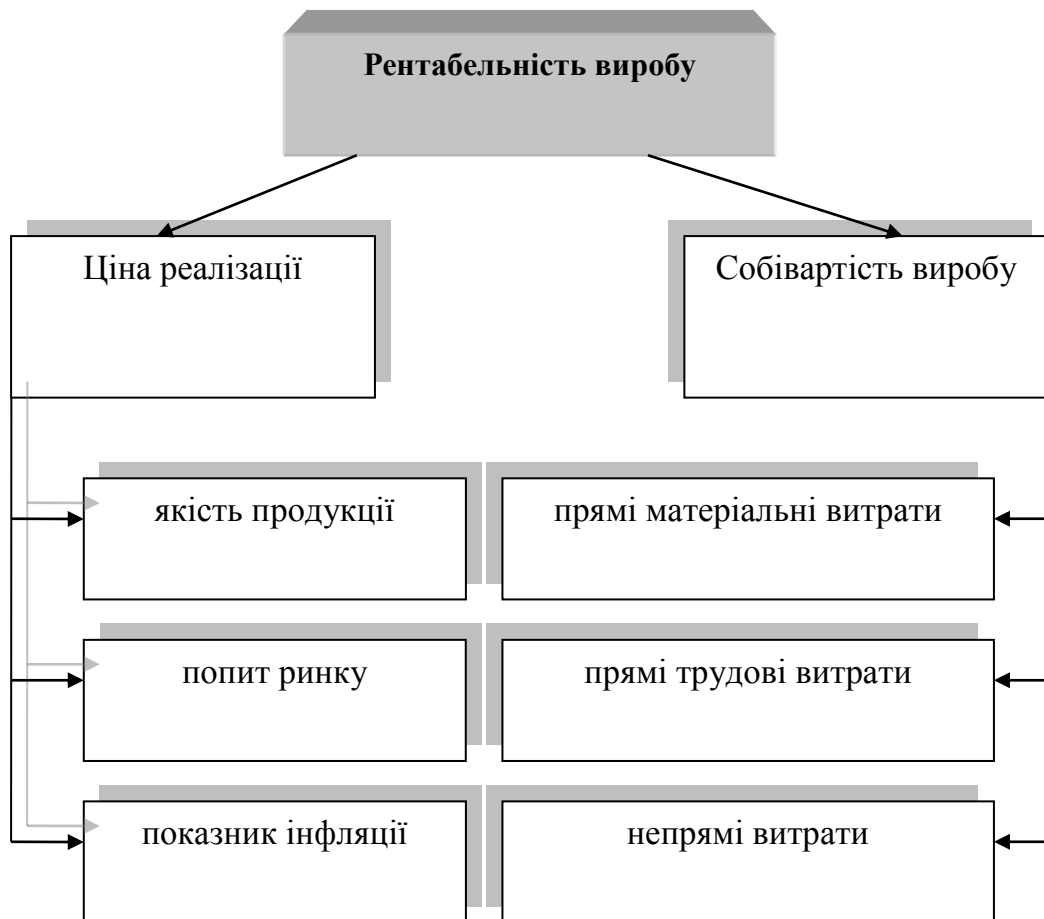 Рентабельність виробу
Ціна реалізації
Собівартість виробу
якість продукції
прямі матеріальні витрати
попит ринку
прямі трудові витрати
показник інфляції
непрямі витрати